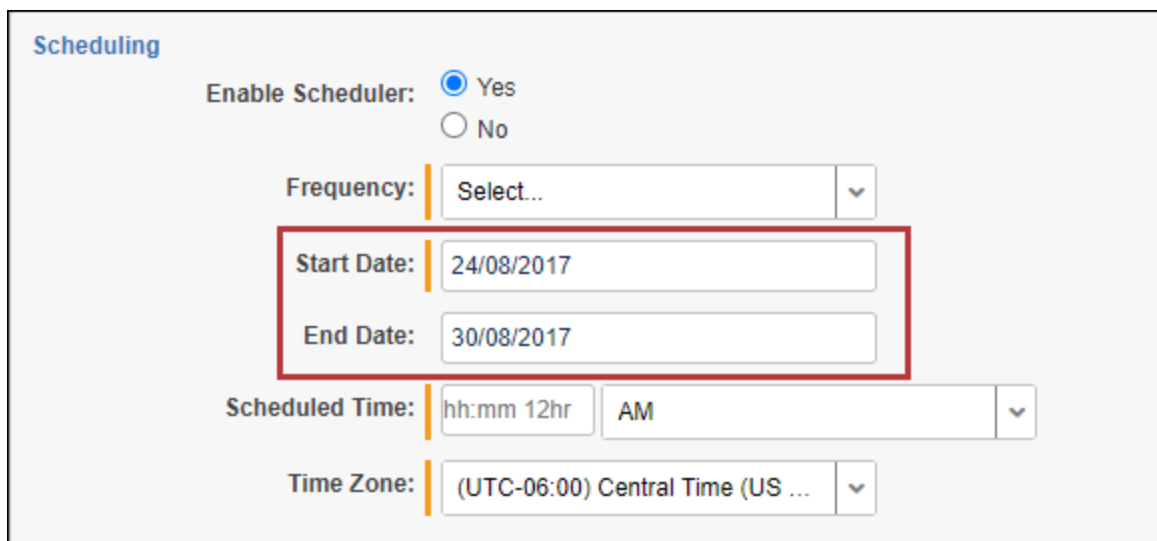 Scheduling
Enable Scheduler: Yes
No
Frequency: Select...
Start Date: 24/08/2017
End Date: 30/08/2017
Scheduled Time: hh:mm 12hr AM
Time Zone: (UTC-06:00) Central Time (US ...